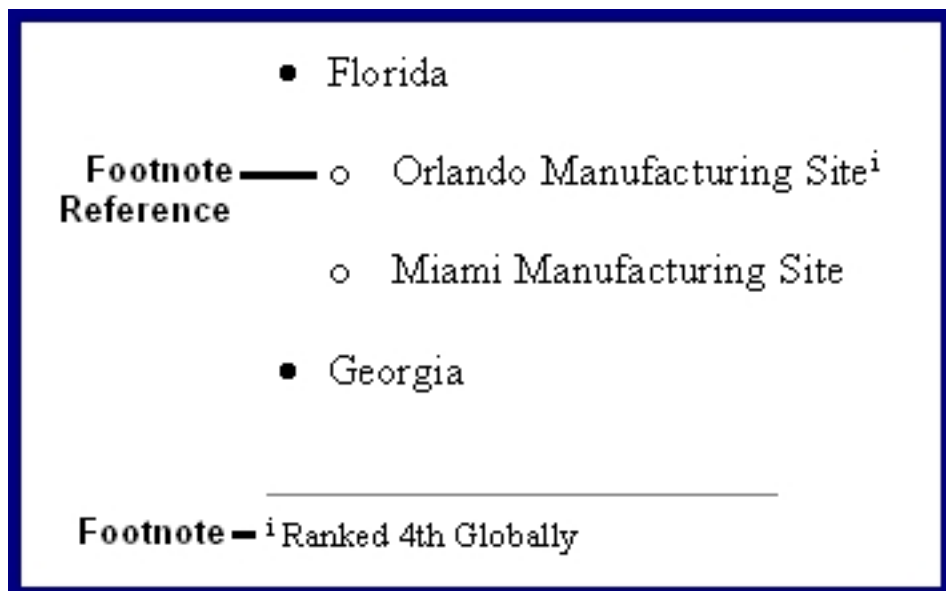 • Florida
Footnote
Reference
○ Orlando Manufacturing Siteⁱ
○ Miami Manufacturing Site
• Georgia
Footnote
ⁱ Ranked 4th Globally